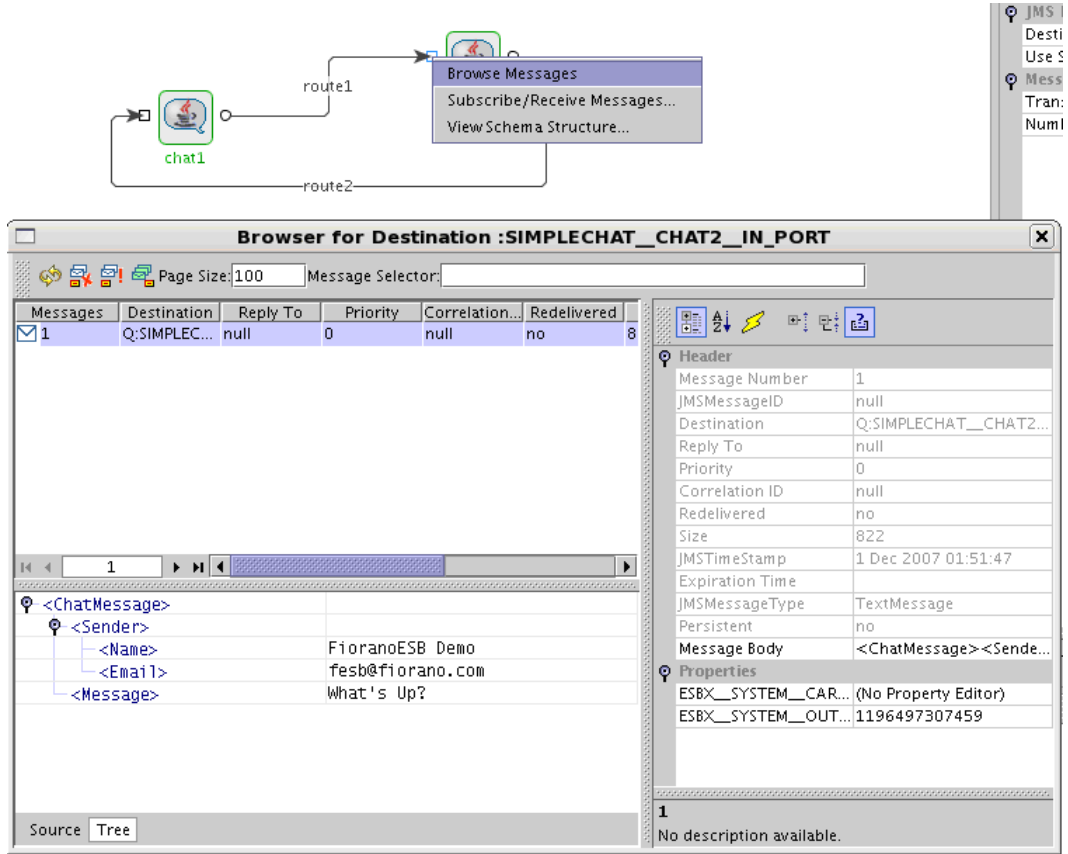 JMS
Desti
Use S
Mess
Tran:
Numl
route1
Browse Messages
Subscribe/Receive Messages...
View Schema Structure...
chat1
route2
Browser for Destination :SIMPLECHAT__CHAT2__IN_PORT
Page Size: 100 Message Selector:
Messages Destination Reply To Priority Correlation... Redelivered
1 Q:SIMPLEC... null 0 null no 8
1
<ChatMessage>
<Sender>
<Name> FioranoESB Demo
<Email> fesb@fiorano.com
<Message> What's Up?
Source Tree
Header
Message Number 1
JMSMessageID null
Destination Q:SIMPLECHAT__CHAT2...
Reply To null
Priority 0
Correlation ID null
Redelivered no
Size 822
JMSTimeStamp 1 Dec 2007 01:51:47
Expiration Time
JMSMessageType TextMessage
Persistent no
Message Body <ChatMessage><Sende...
Properties
ESBX__SYSTEM__CAR... (No Property Editor)
ESBX__SYSTEM__OUT... 1196497307459
1
No description available.